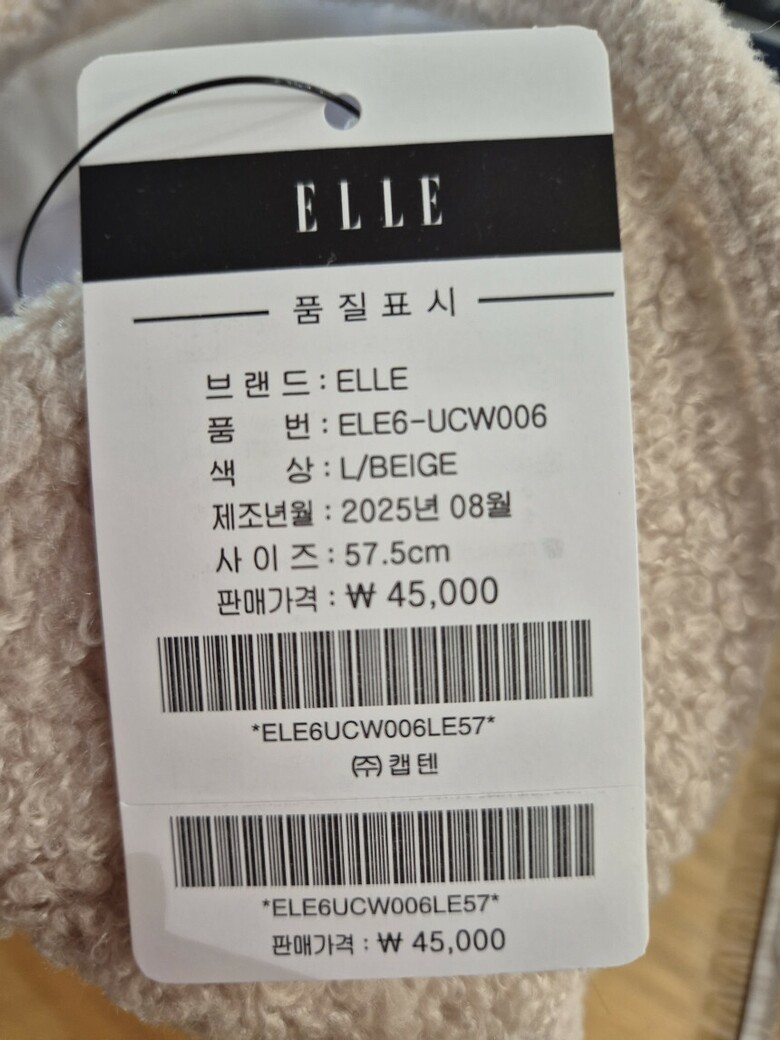 ELLE
품질표시
브랜드 : ELLE
품 번 : ELE6-UCW006
색 상 : L/BEIGE
제조년월 : 2025년 08월
사이즈 : 57.5cm
판매가격 : ₩ 45,000
*ELE6UCW006LE57*
㈜캡텐
*ELE6UCW006LE57*
판매가격 : ₩ 45,000